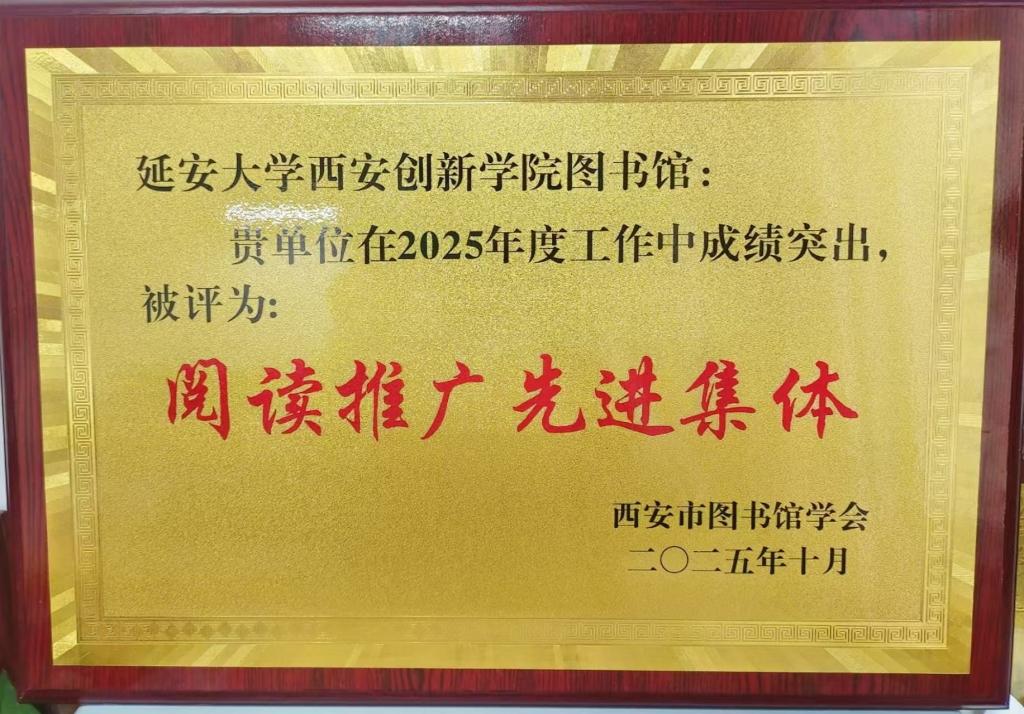 延安大学西安创新学院图书馆：
贵单位在2025年度工作中成绩突出，
被评为：
阅读推广先进集体
西安市图书馆学会
二〇二五年十月